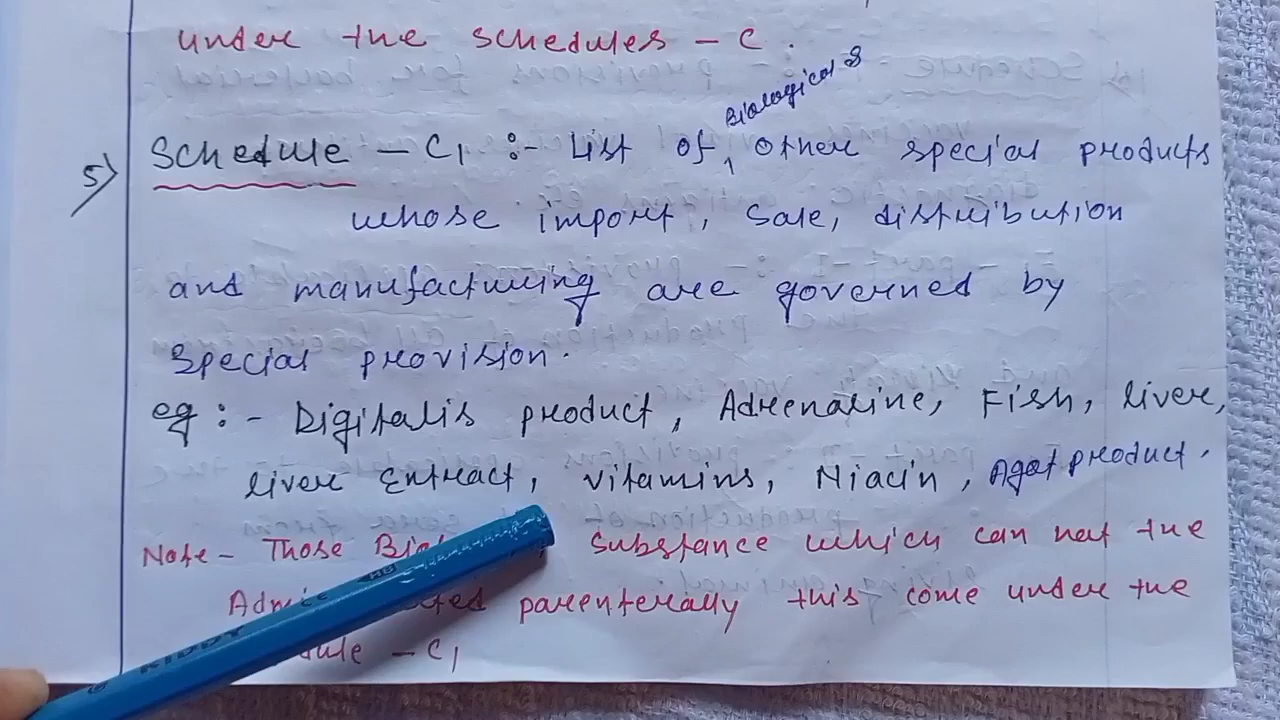 under the schedules - C.
Biological &
5) Schedule - C1 :- List of, other special products
whose import, Sale, distribution
and manufacturing are governed by
special provision.
eg :- Digitalis product, Adrenaline, Fish, liver,
liver Extract, vitamins, Niacin, Agot product.
Note - Those Substance which can not the
parenterally this come under the
- C1
KIDDY
HB